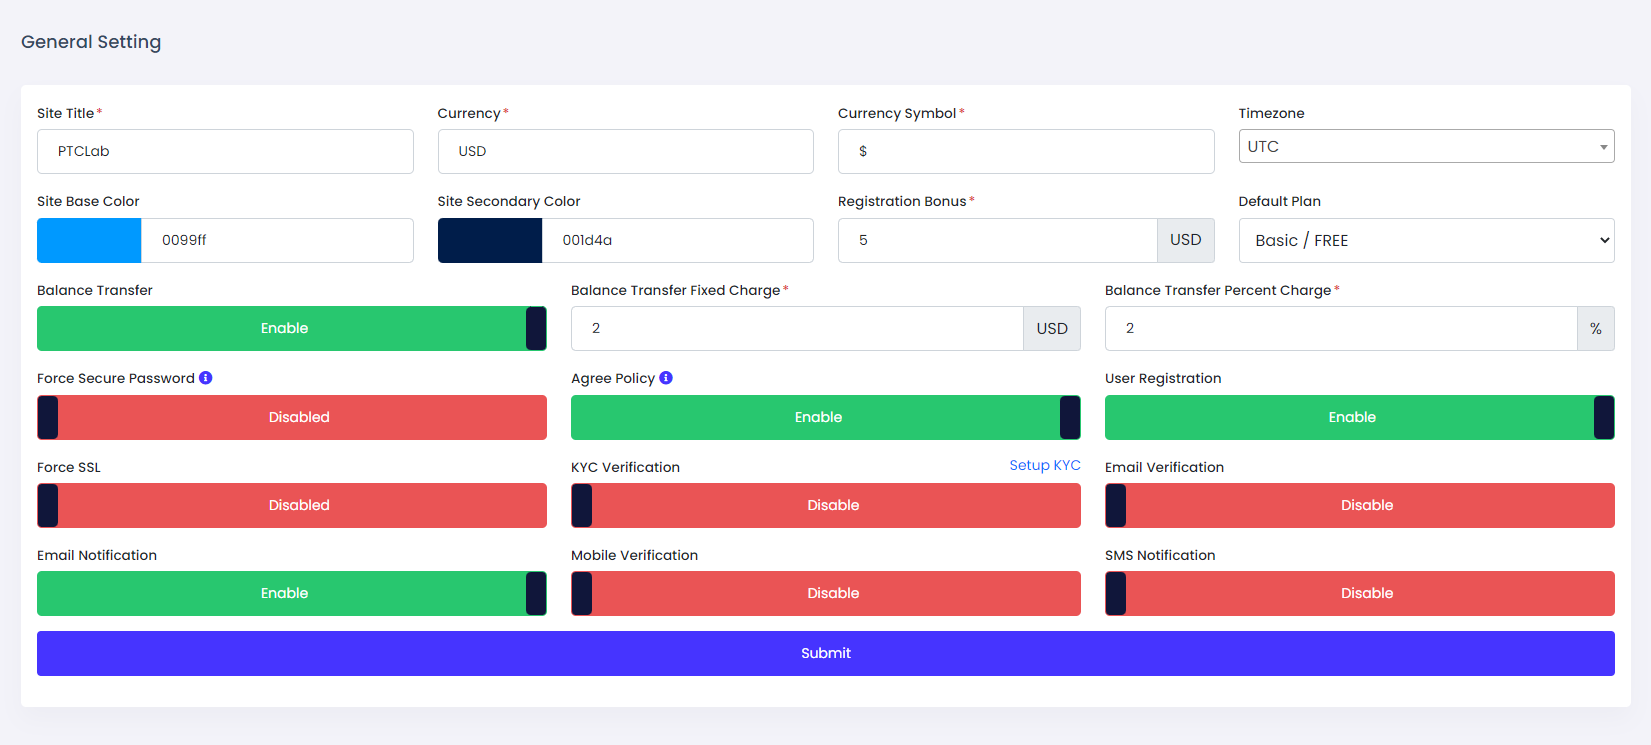 General Setting
Site Title * Currency * Currency Symbol * Timezone
PTCLab USD $ UTC
Site Base Color Site Secondary Color Registration Bonus * Default Plan
0099ff 001d4a 5 USD Basic / FREE
Balance Transfer Balance Transfer Fixed Charge * Balance Transfer Percent Charge *
Enable 2 USD 2 %
Force Secure Password Agree Policy User Registration
Disabled Enable Enable
Force SSL KYC Verification Setup KYC Email Verification
Disabled Disable Disable
Email Notification Mobile Verification SMS Notification
Enable Disable Disable
Submit